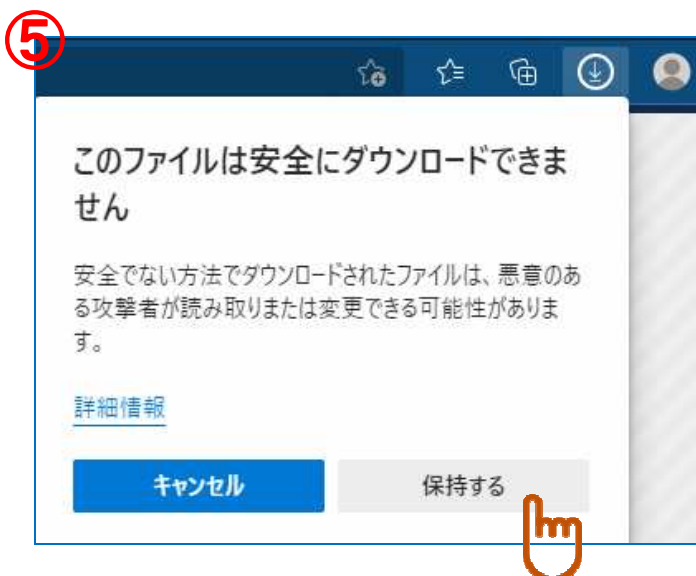 ⑤
このファイルは安全にダウンロードできま
せん
安全でない方法でダウンロードされたファイルは、悪意のあ
る攻撃者が読み取りまたは変更できる可能性がありま
す。
詳細情報
キャンセル 保持する